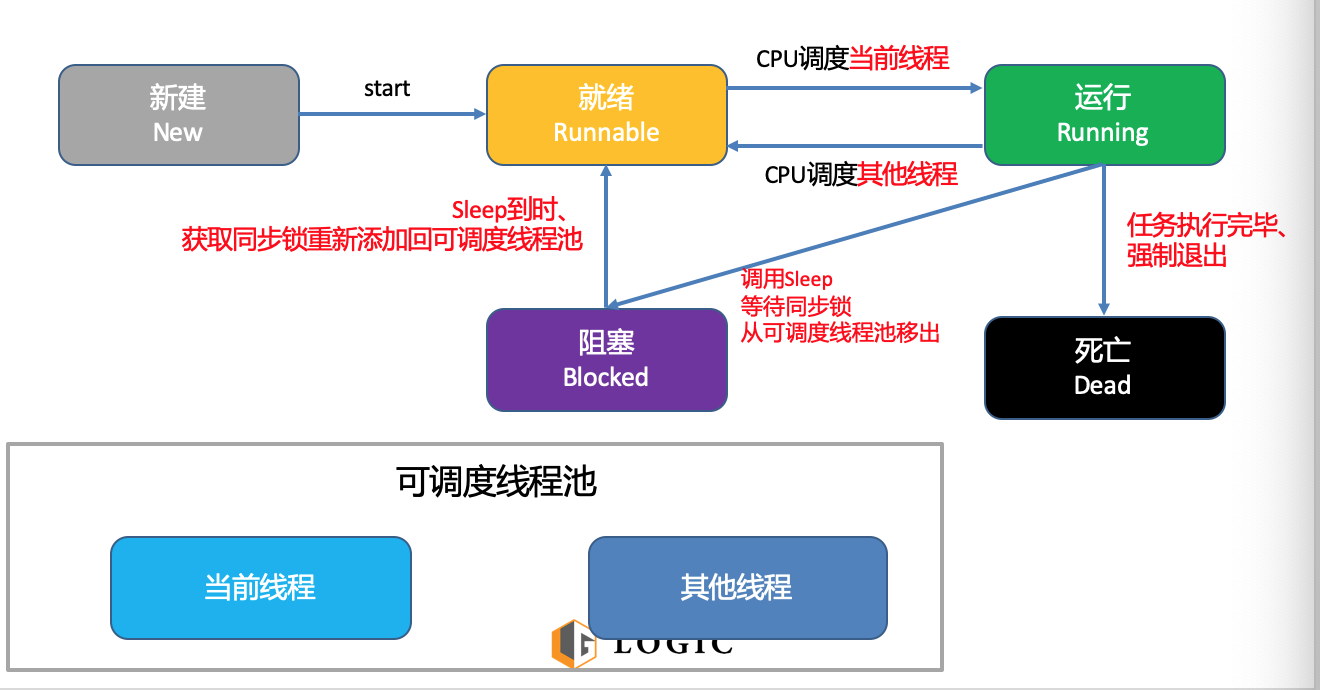 新建
New
start
就绪
Runnable
CPU调度当前线程
CPU调度其他线程
运行
Running
Sleep到时、
获取同步锁重新添加回可调度线程池
调用Sleep
等待同步锁
从可调度线程池移出
任务执行完毕、
强制退出
阻塞
Blocked
死亡
Dead
可调度线程池
当前线程
其他线程
LOGIC